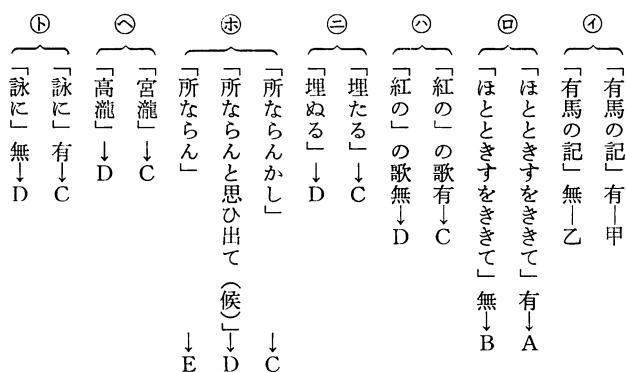 ㋑
「有馬の記」有―甲
「有馬の記」無―乙
㋺
「ほとときすをききて」有→A
「ほとときすをききて」無→B
㋩
「紅の」の歌有→C
「紅の」の歌無→D
㋥
「埋たる」→C
「埋ぬる」→D
㋭
「所ならんかし」→C
「所ならんと思ひ出て（候）」→D
「所ならん」→E
㋬
「宮瀧」→C
「高瀧」→D
㋣
「詠に」有→C
「詠に」無→D